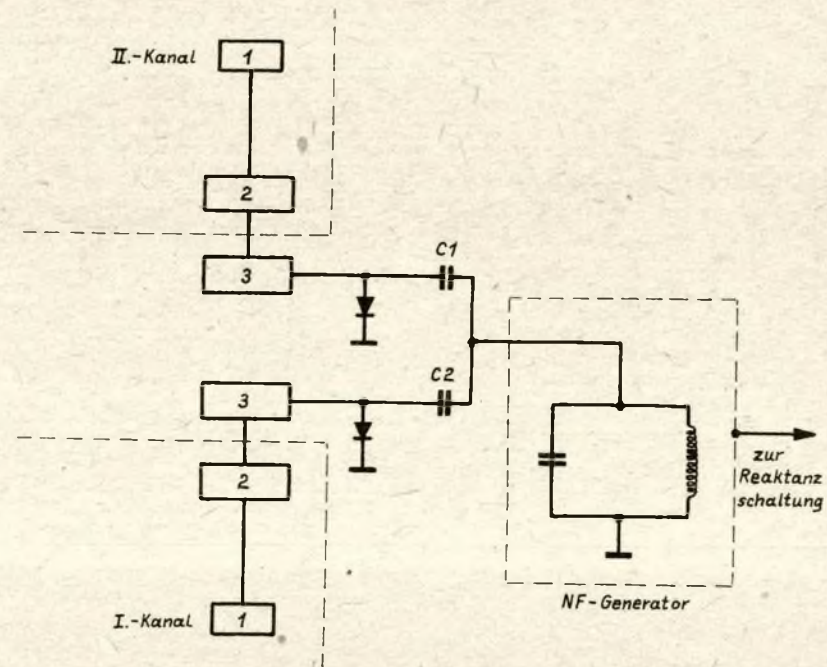 II.-Kanal
1
2
3
C1
3
C2
2
I.-Kanal
1
zur
Reaktanz
schaltung
NF-Generator